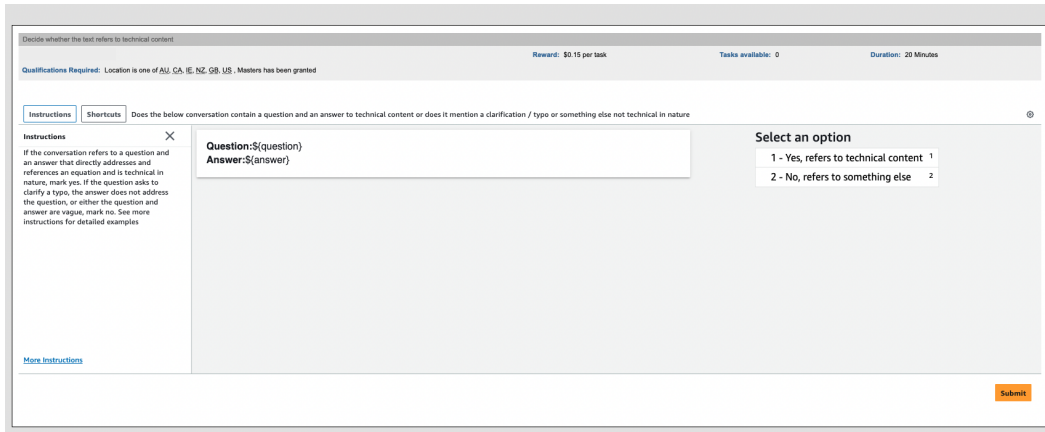 Decide whether the text refers to technical content
Reward: $0.15 per task Tasks available: 0 Duration: 20 Minutes
Qualifications Required: Location is one of AU, CA, IE, NZ, GB, US , Masters has been granted
Instructions Shortcuts Does the below conversation contain a question and an answer to technical content or does it mention a clarification / typo or something else not technical in nature
Instructions
If the conversation refers to a question and
an answer that directly addresses and
references an equation and is technical in
nature, mark yes. If the question asks to
clarify a typo, the answer does not address
the question, or either the question and
answer are vague, mark no. See more
instructions for detailed examples
More Instructions
Question:${question}
Answer:${answer}
Select an option
1 - Yes, refers to technical content 1
2 - No, refers to something else 2
Submit